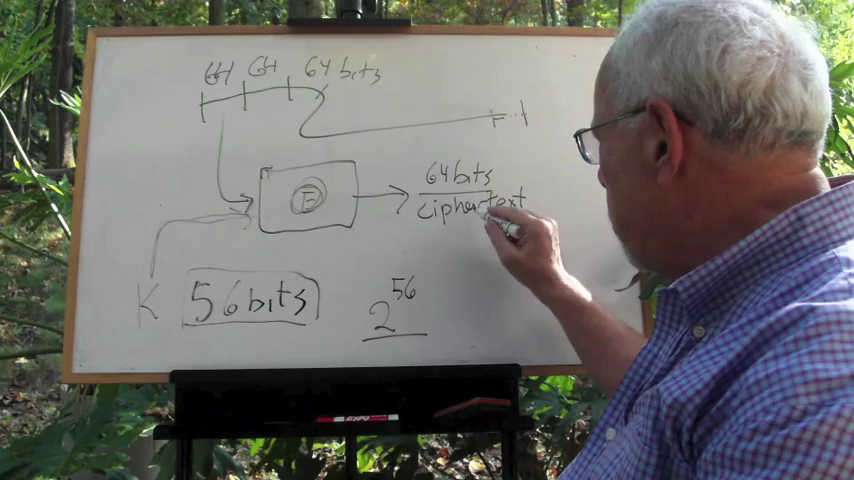 64 64 64 bits
E
64 bits
ciphertext
K 56 bits
2^56
EXPO